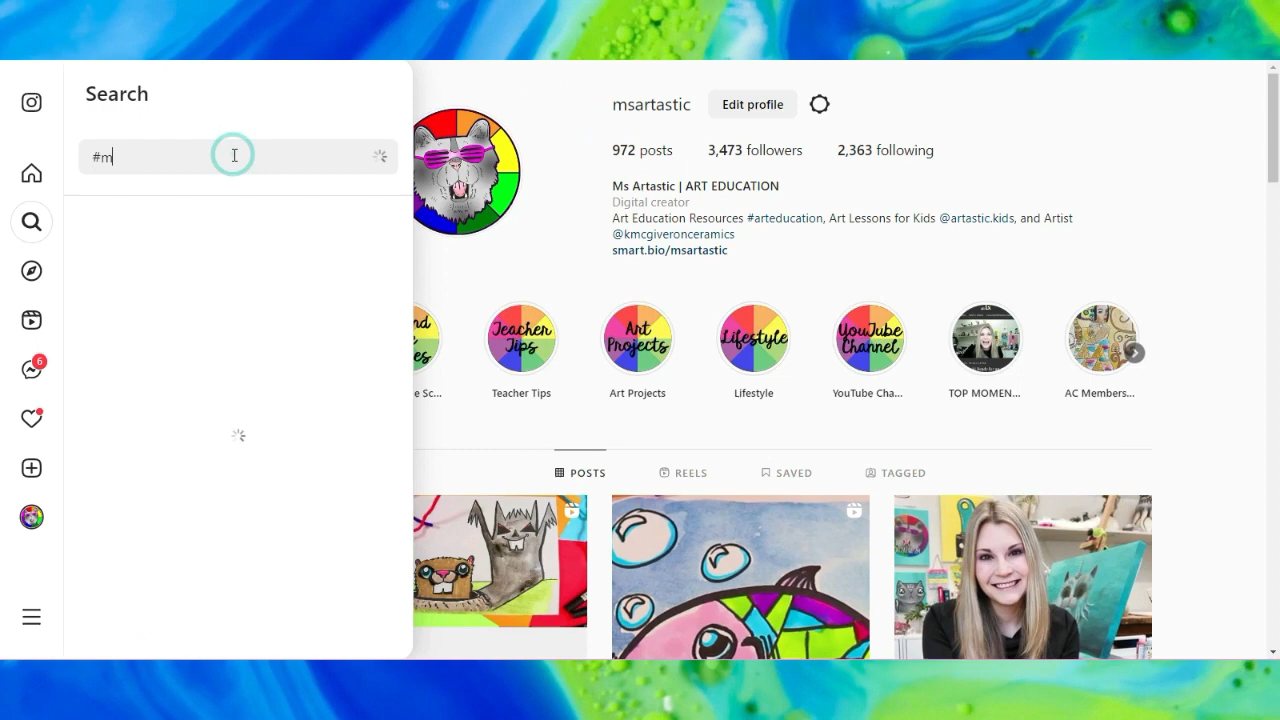 Search
#m
6
msartastic
Edit profile
972 posts 3,473 followers 2,363 following
Ms Artastic | ART EDUCATION
Digital creator
Art Education Resources #arteducation, Art Lessons for Kids @artastic.kids, and Artist
@kmcgiveronceramics
smart.bio/msartastic
Teacher
Tips
Art
Projects
Lifestyle
YouTube
Channel
e Sc...
Teacher Tips
Art Projects
Lifestyle
YouTube Cha...
TOP MOMEN...
AC Members...
POSTS
REELS
SAVED
TAGGED